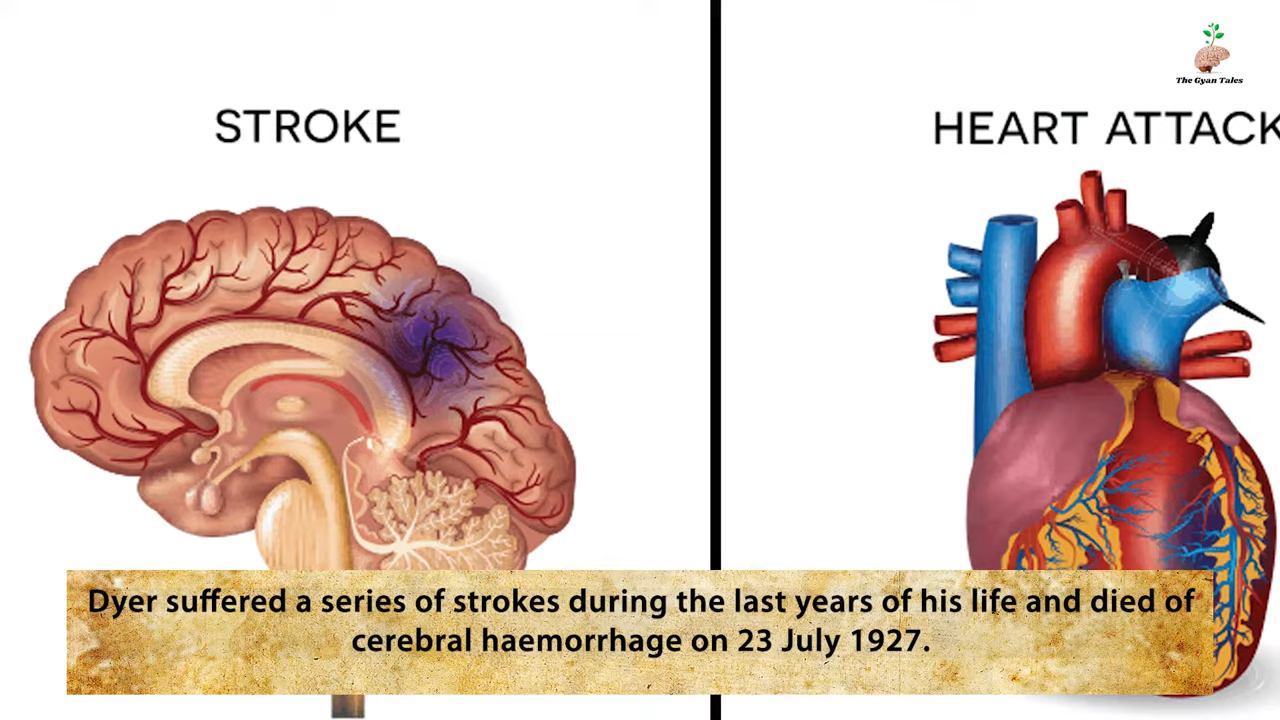 The Gyan Tales
STROKE
HEART ATTACK
Dyer suffered a series of strokes during the last years of his life and died of
cerebral haemorrhage on 23 July 1927.